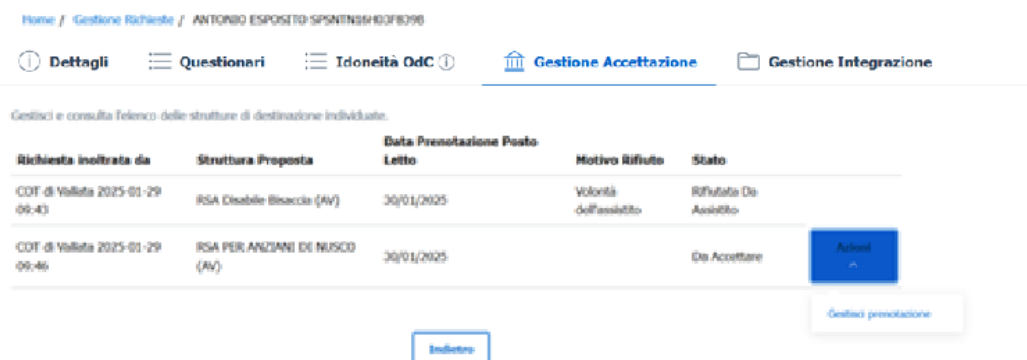 Home / Gestione Richieste / ANTONIO ESPOSITO
Dettagli
Questionari
Idoneità OdC
Gestione Accettazione
Gestione Integrazione
Gestisci e consulta l'elenco delle strutture di destinazione individuate.
Richiesta inoltrata da
Struttura Proposta
Data Prenotazione Posto
Letto
Motivo Rifiuto
Stato
COT di Vallata 2025-01-29
09:43
RSA Disabile Bisaccia (AV)
30/01/2025
Volontà
dell'assistito
Rifiutata Da
Assistito
COT di Vallata 2025-01-29
09:46
RSA PER ANZIANI DI NUSCO
(AV)
30/01/2025
Da Accettare
Azioni
Gestisci prenotazione
Indietro